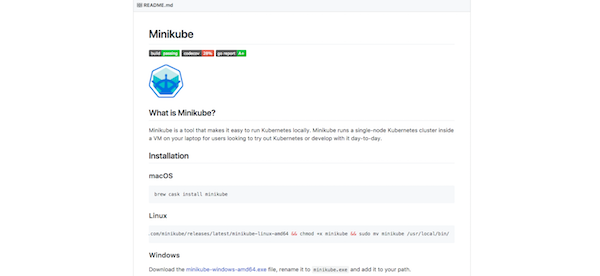 README.md
Minikube
build passing codecov 26% go report A+
What is Minikube?
Minikube is a tool that makes it easy to run Kubernetes locally. Minikube runs a single-node Kubernetes cluster inside
a VM on your laptop for users looking to try out Kubernetes or develop with it day-to-day.
Installation
macOS
brew cask install minikube
Linux
.com/minikube/releases/latest/minikube-linux-amd64 && chmod +x minikube && sudo mv minikube /usr/local/bin/
Windows
Download the minikube-windows-amd64.exe file, rename it to minikube.exe and add it to your path.